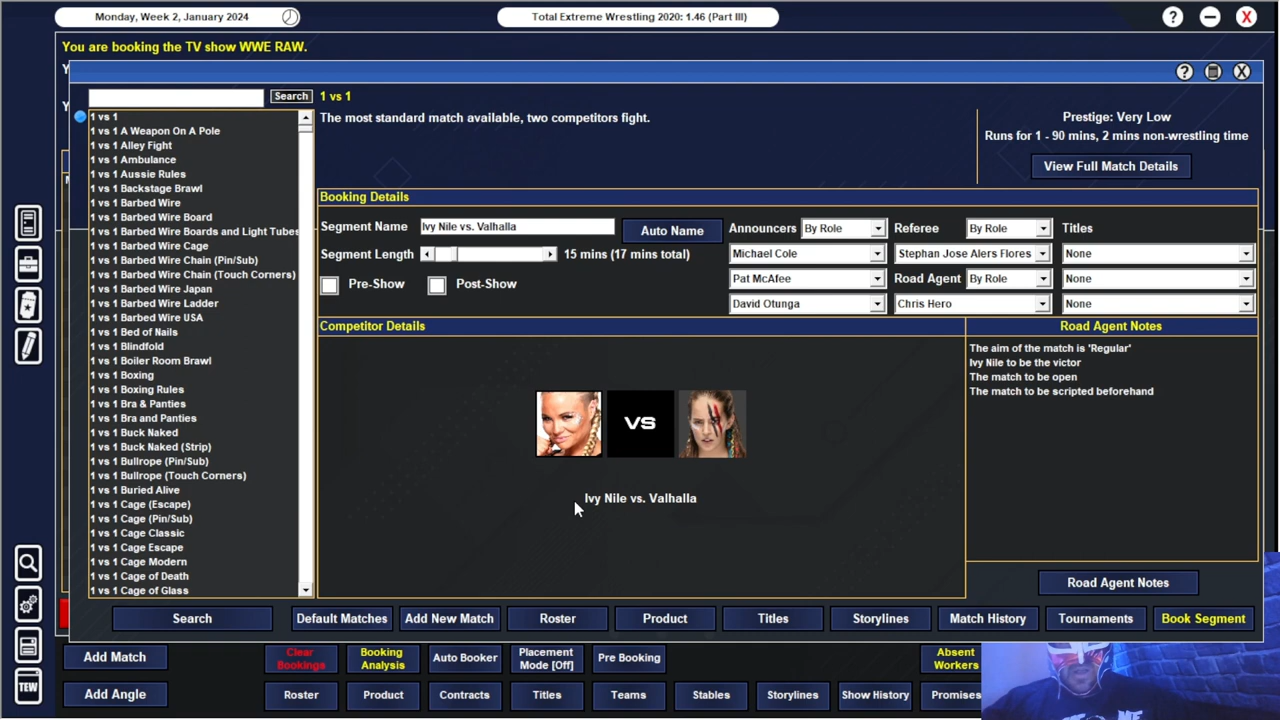 Monday, Week 2, January 2024
Total Extreme Wrestling 2020: 1.46 (Part III)
?
X
You are booking the TV show WWE RAW.
?
X
Search
1 vs 1
1 vs 1
1 vs 1 A Weapon On A Pole
1 vs 1 Alley Fight
1 vs 1 Ambulance
1 vs 1 Aussie Rules
1 vs 1 Backstage Brawl
1 vs 1 Barbed Wire
1 vs 1 Barbed Wire Board
1 vs 1 Barbed Wire Boards and Light Tubes
1 vs 1 Barbed Wire Cage
1 vs 1 Barbed Wire Chain (Pin/Sub)
1 vs 1 Barbed Wire Chain (Touch Corners)
1 vs 1 Barbed Wire Japan
1 vs 1 Barbed Wire Ladder
1 vs 1 Barbed Wire USA
1 vs 1 Bed of Nails
1 vs 1 Blindfold
1 vs 1 Boiler Room Brawl
1 vs 1 Boxing
1 vs 1 Boxing Rules
1 vs 1 Bra & Panties
1 vs 1 Bra and Panties
1 vs 1 Buck Naked
1 vs 1 Buck Naked (Strip)
1 vs 1 Bullrope (Pin/Sub)
1 vs 1 Bullrope (Touch Corners)
1 vs 1 Buried Alive
1 vs 1 Cage (Escape)
1 vs 1 Cage (Pin/Sub)
1 vs 1 Cage Classic
1 vs 1 Cage Escape
1 vs 1 Cage Modern
1 vs 1 Cage of Death
1 vs 1 Cage of Glass
The most standard match available, two competitors fight.
Prestige: Very Low
Runs for 1 - 90 mins, 2 mins non-wrestling time
View Full Match Details
Booking Details
Segment Name
Ivy Nile vs. Valhalla
Auto Name
Announcers
By Role
Referee
By Role
Titles
Segment Length
15 mins (17 mins total)
Michael Cole
Stephan Jose Alers Flores
None
Pre-Show
Post-Show
Pat McAfee
Road Agent
By Role
None
David Otunga
Chris Hero
None
Competitor Details
VS
Ivy Nile vs. Valhalla
Road Agent Notes
The aim of the match is 'Regular'
Ivy Nile to be the victor
The match to be open
The match to be scripted beforehand
Road Agent Notes
Search
Default Matches
Add New Match
Roster
Product
Titles
Storylines
Match History
Tournaments
Book Segment
Add Match
Clear Bookings
Booking Analysis
Auto Booker
Placement Mode [Off]
Pre Booking
Absent Workers
Add Angle
Roster
Product
Contracts
Titles
Teams
Stables
Storylines
Show History
Promises
TEW